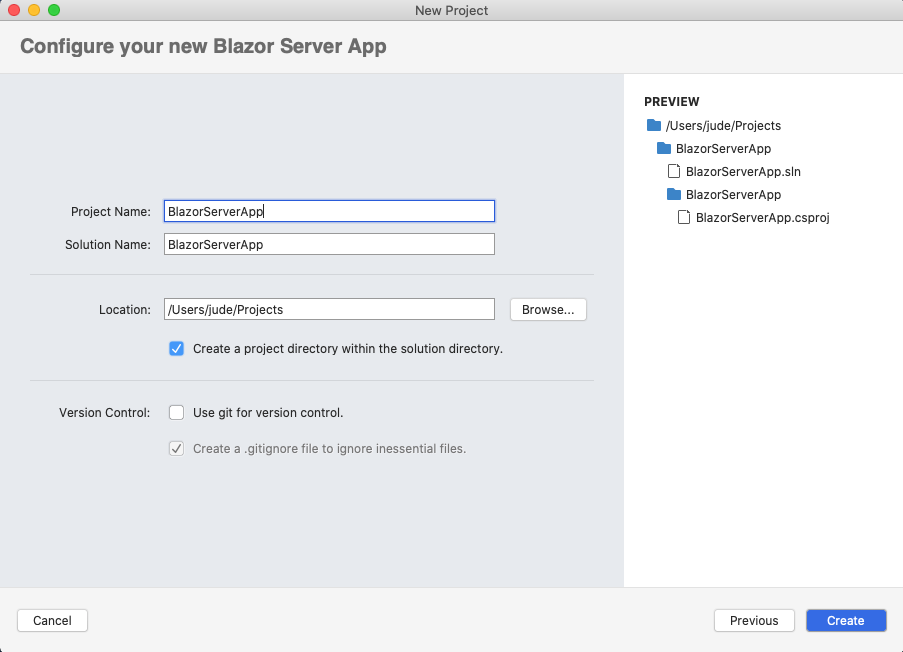 New Project
Configure your new Blazor Server App
Project Name: BlazorServerApp
Solution Name: BlazorServerApp
Location: /Users/jude/Projects Browse...
Create a project directory within the solution directory.
Version Control: Use git for version control.
Create a .gitignore file to ignore inessential files.
PREVIEW
/Users/jude/Projects
BlazorServerApp
BlazorServerApp.sln
BlazorServerApp
BlazorServerApp.csproj
Cancel Previous Create